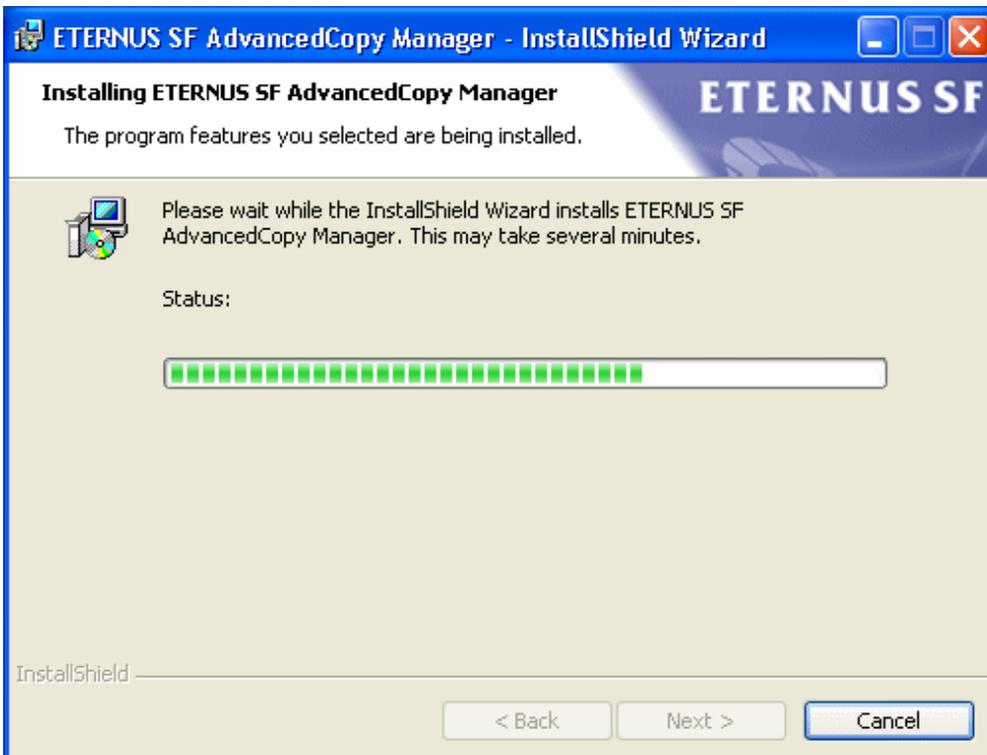 ETERNUS SF AdvancedCopy Manager - InstallShield Wizard
Installing ETERNUS SF AdvancedCopy Manager
ETERNUS SF
The program features you selected are being installed.
Please wait while the InstallShield Wizard installs ETERNUS SF
AdvancedCopy Manager. This may take several minutes.
Status:
InstallShield
< Back
Next >
Cancel